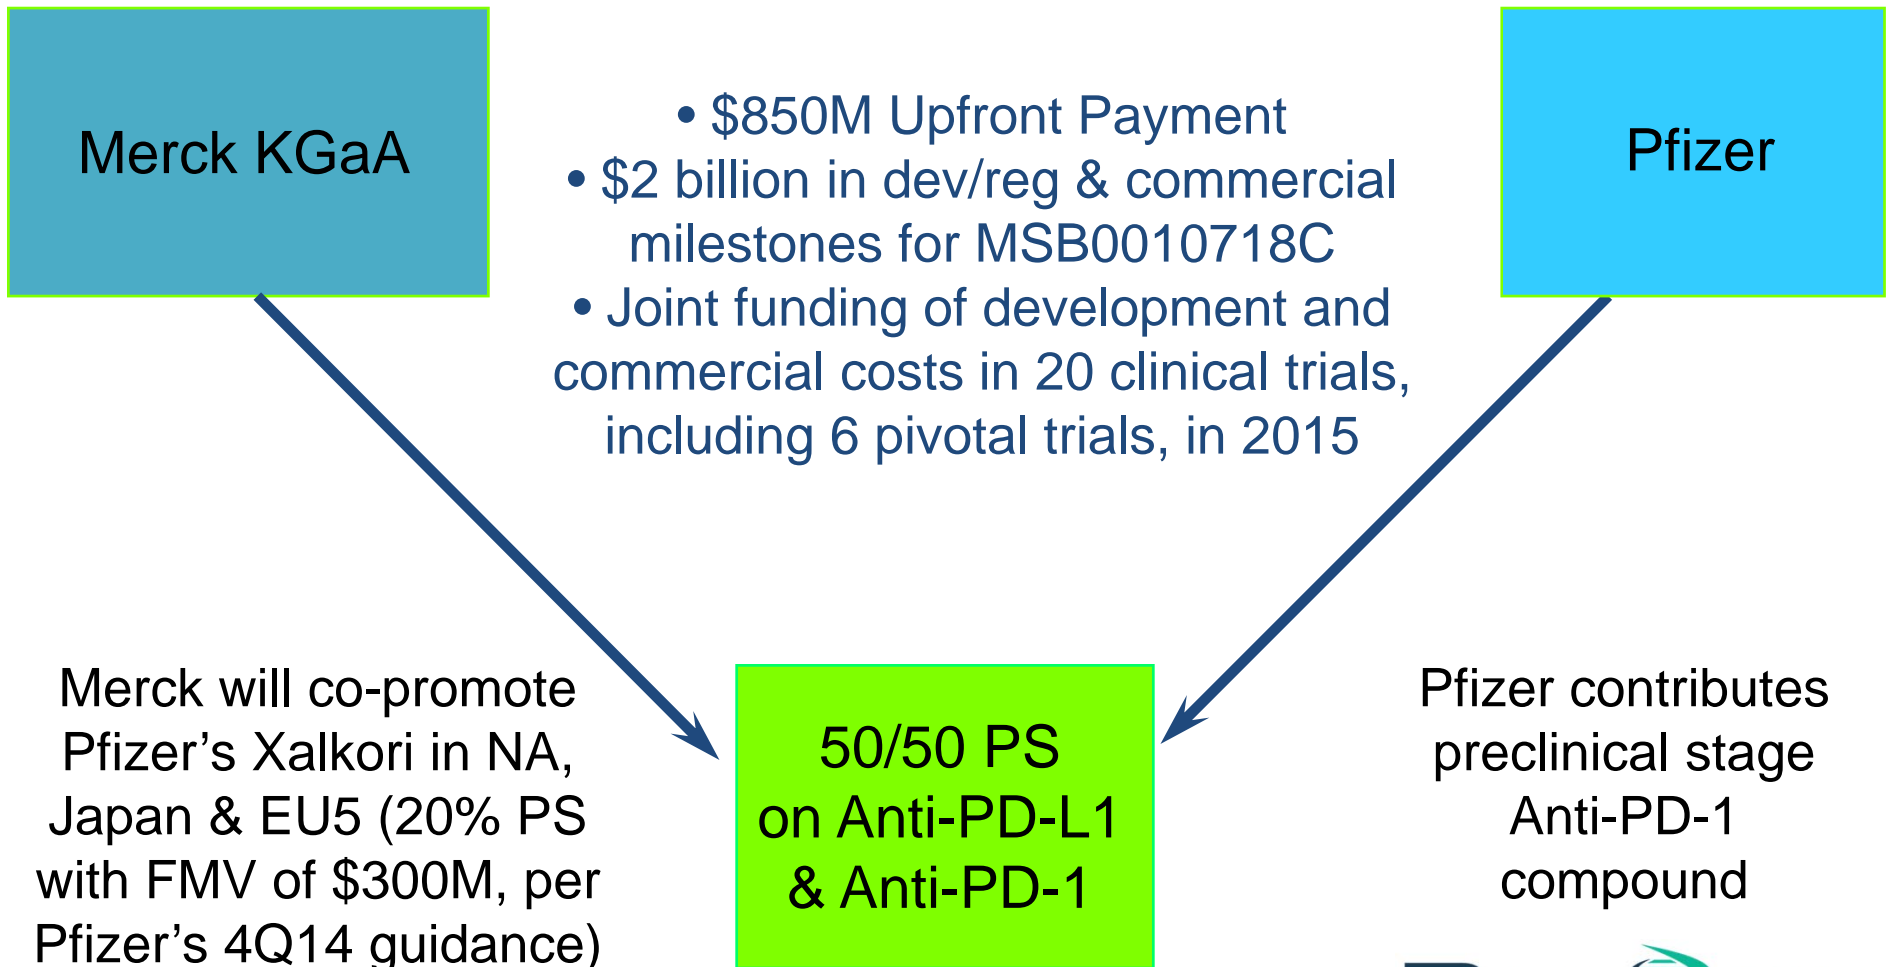 Merck KGaA
• $850M Upfront Payment
• $2 billion in dev/reg & commercial
milestones for MSB0010718C
• Joint funding of development and
commercial costs in 20 clinical trials,
including 6 pivotal trials, in 2015
Pfizer
Merck will co-promote
Pfizer’s Xalkori in NA,
Japan & EU5 (20% PS
with FMV of $300M, per
Pfizer’s 4Q14 guidance)
50/50 PS
on Anti-PD-L1
& Anti-PD-1
Pfizer contributes
preclinical stage
Anti-PD-1
compound